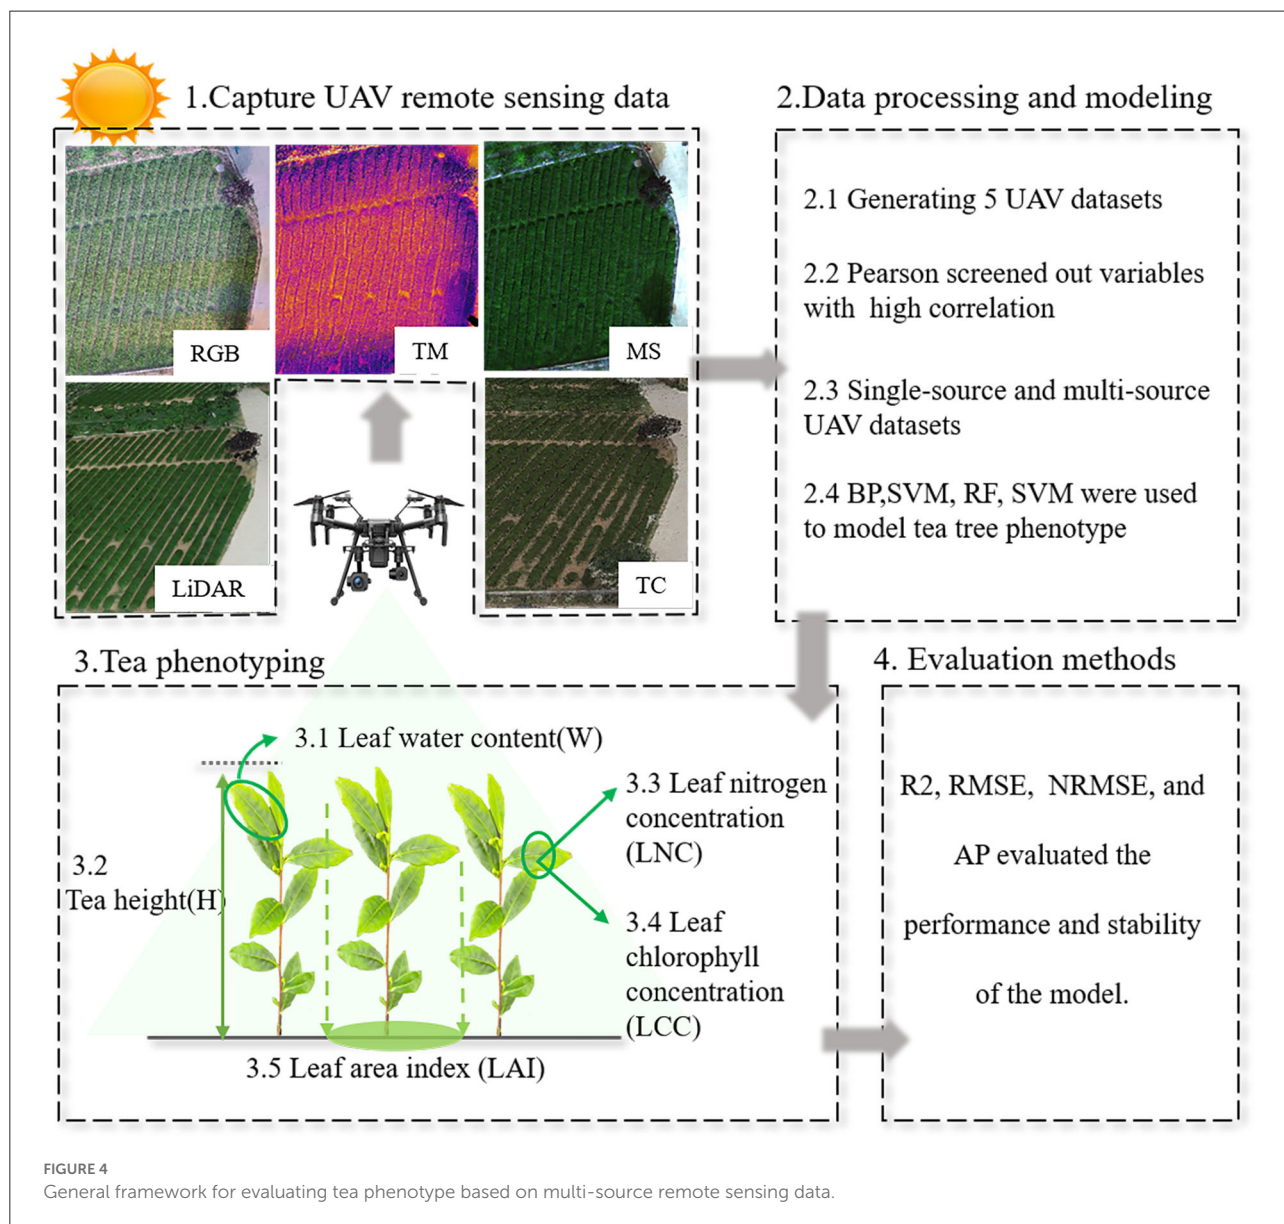 1.Capture UAV remote sensing data
RGB
TM
MS
LiDAR
TC
2.Data processing and modeling
2.1 Generating 5 UAV datasets
2.2 Pearson screened out variables
with high correlation
2.3 Single-source and multi-source
UAV datasets
2.4 BP,SVM, RF, SVM were used
to model tea tree phenotype
3.Tea phenotyping
3.1 Leaf water content(W)
3.2
Tea height(H)
3.3 Leaf nitrogen
concentration
(LNC)
3.4 Leaf
chlorophyll
concentration
(LCC)
3.5 Leaf area index (LAI)
4. Evaluation methods
R2, RMSE, NRMSE, and
AP evaluated the
performance and stability
of the model.
FIGURE 4
General framework for evaluating tea phenotype based on multi-source remote sensing data.